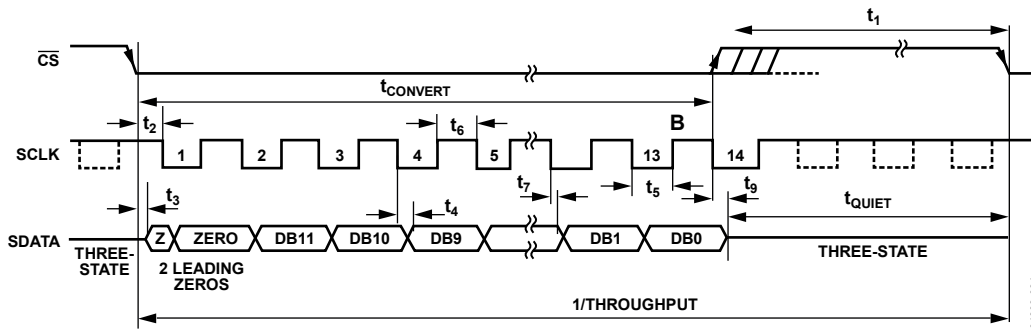 t1
CS
tCONVERT
t2
t6
B
SCLK
1
2
3
4
5
13
14
t3
t4
t7
t5
t9
tQUIET
SDATA
Z
ZERO
DB11
DB10
DB9
DB1
DB0
THREE-
STATE
2 LEADING
ZEROS
THREE-STATE
1/THROUGHPUT